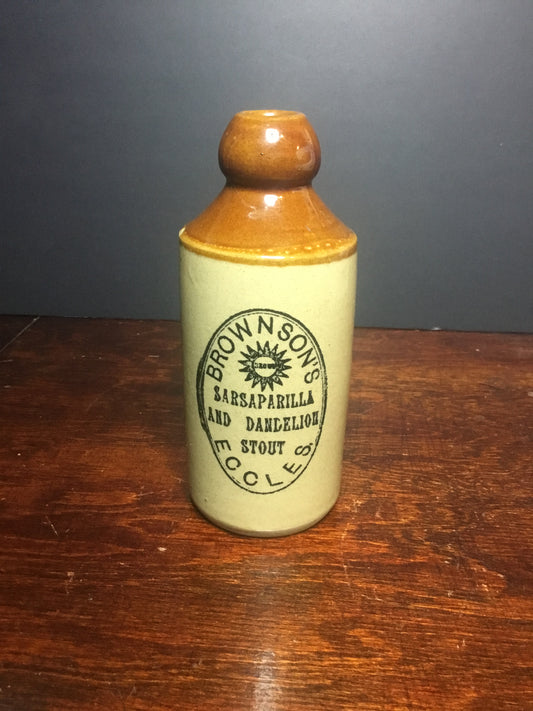 BROWNSON'S
SARSAPARILLA
AND DANDELION
STOUT
ECCLES.